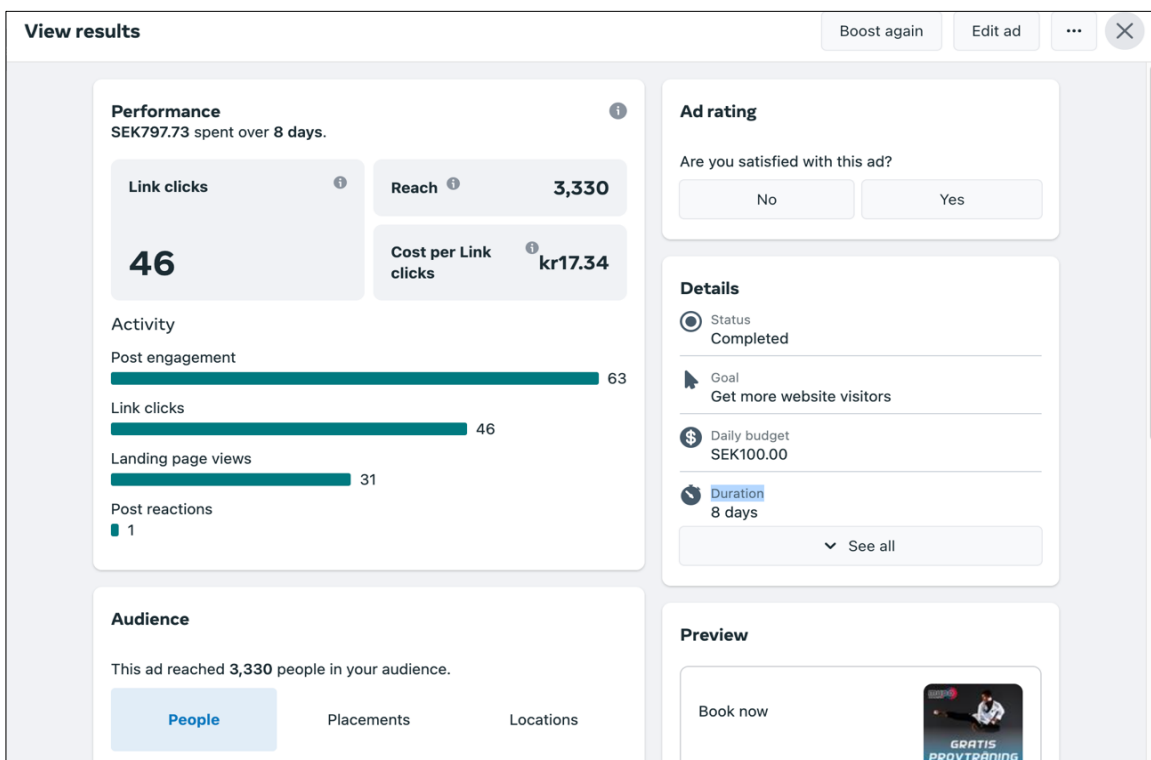 View results
Boost again
Edit ad
Performance
SEK797.73 spent over 8 days.
Link clicks
46
Reach
3,330
Cost per Link
clicks
kr17.34
Activity
Post engagement
63
Link clicks
46
Landing page views
31
Post reactions
1
Audience
This ad reached 3,330 people in your audience.
People
Placements
Locations
Ad rating
Are you satisfied with this ad?
No
Yes
Details
Status
Completed
Goal
Get more website visitors
Daily budget
SEK100.00
Duration
8 days
See all
Preview
Book now
GRATIS
PROVTRÄNING